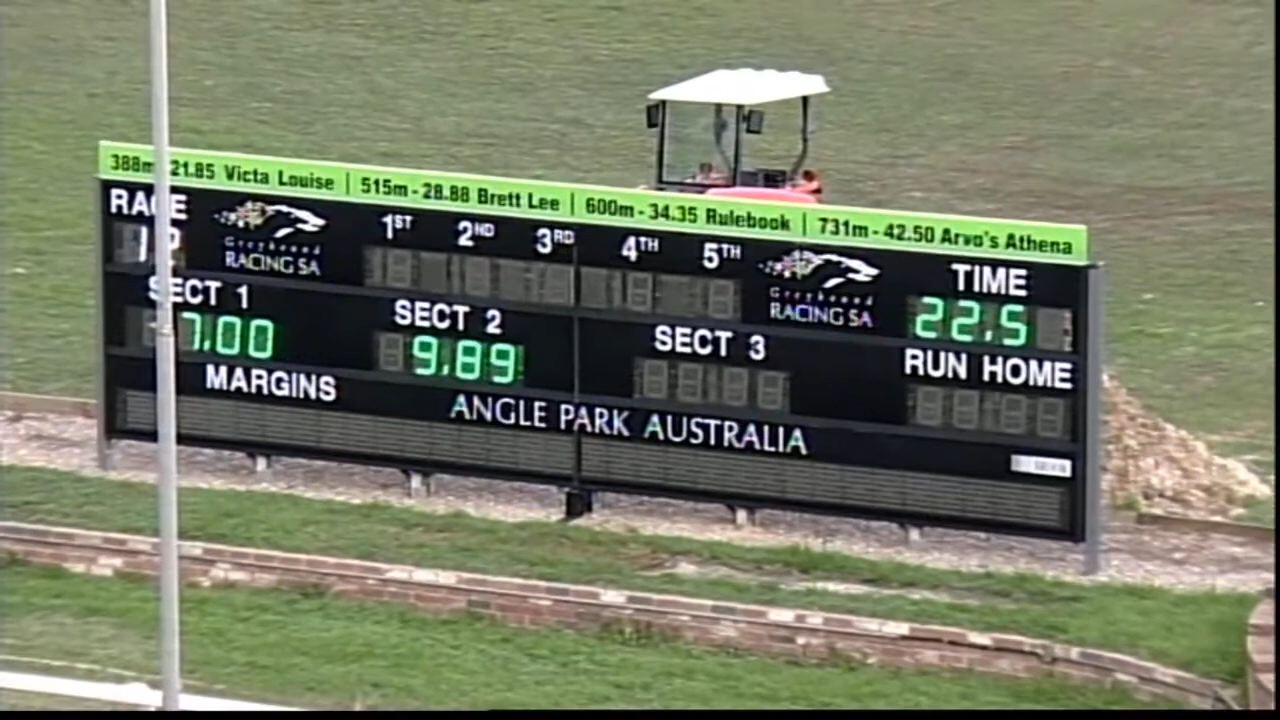 388m - 21.85 Victa Louise | 515m - 28.88 Brett Lee | 600m - 34.35 Rulebook | 731m - 42.50 Arvo's Athena
RACE 1ST 2ND 3RD 4TH 5TH TIME
12
Greyhound
RACING SA
Greyhound
RACING SA
22.5
SECT 1 SECT 2 SECT 3 RUN HOME
7.00 9.89
MARGINS
ANGLE PARK AUSTRALIA